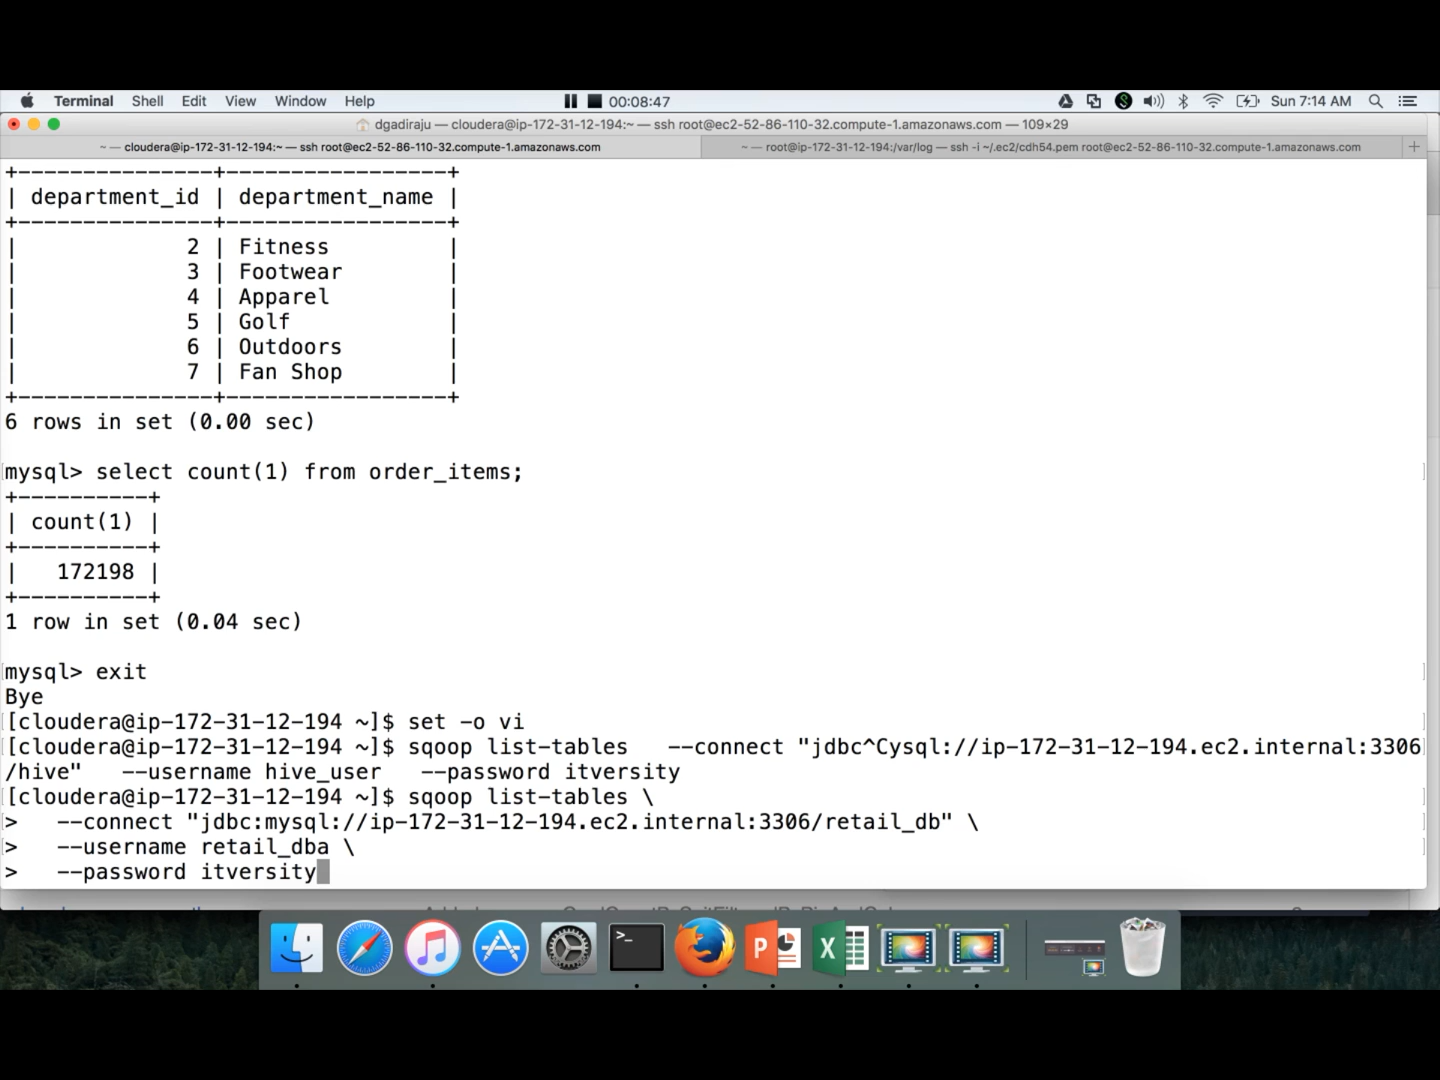 Terminal Shell Edit View Window Help 00:08:47 Sun 7:14 AM
dgadiraju — cloudera@ip-172-31-12-194:~ — ssh root@ec2-52-86-110-32.compute-1.amazonaws.com — 109×29
~ — cloudera@ip-172-31-12-194:~ — ssh root@ec2-52-86-110-32.compute-1.amazonaws.com ~ — root@ip-172-31-12-194:/var/log — ssh -i ~/.ec2/cdh54.pem root@ec2-52-86-110-32.compute-1.amazonaws.com +
+---------------+-----------------+
| department_id | department_name |
+---------------+-----------------+
|             2 | Fitness         |
|             3 | Footwear        |
|             4 | Apparel         |
|             5 | Golf            |
|             6 | Outdoors        |
|             7 | Fan Shop        |
+---------------+-----------------+
6 rows in set (0.00 sec)
mysql> select count(1) from order_items;
+----------+
| count(1) |
+----------+
|   172198 |
+----------+
1 row in set (0.04 sec)
mysql> exit
Bye
[cloudera@ip-172-31-12-194 ~]$ set -o vi
[cloudera@ip-172-31-12-194 ~]$ sqoop list-tables   --connect "jdbc^Cysql://ip-172-31-12-194.ec2.internal:3306
/hive"   --username hive_user   --password itversity
[cloudera@ip-172-31-12-194 ~]$ sqoop list-tables \
>   --connect "jdbc:mysql://ip-172-31-12-194.ec2.internal:3306/retail_db" \
>   --username retail_dba \
>   --password itversity